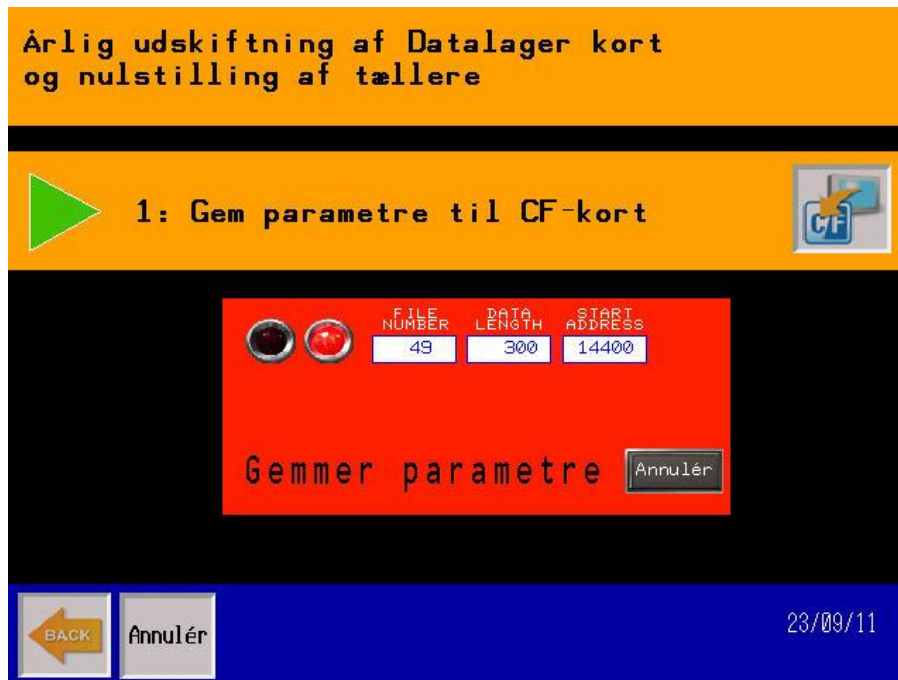 Årlig udskiftning af Datalager kort
og nulstilling af tællere
1: Gem parametre til CF-kort
C/F
FILE NUMBER
DATA LENGTH
START ADDRESS
49
300
14400
Gemmer parametre
Annulér
BACK
Annulér
23/09/11